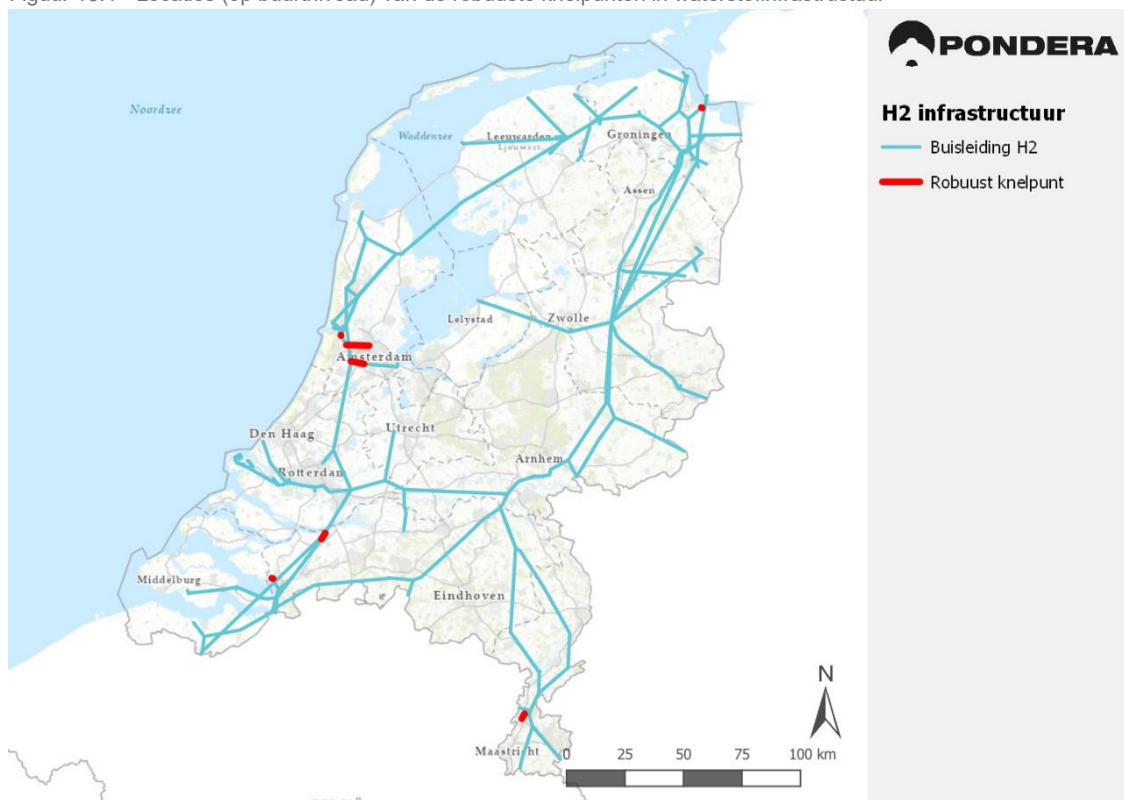 PONDERA
H2 infrastructuur
Buisleiding H2
Robuust knelpunt
Noordzee
Waddenzee
Leeuwarden
Ljouwert
Groningen
Assen
Lelystad
Zwolle
Amsterdam
Den Haag
Utrecht
Rotterdam
Arnhem
Middelburg
Eindhoven
Maastricht
N
0 25 50 75 100 km